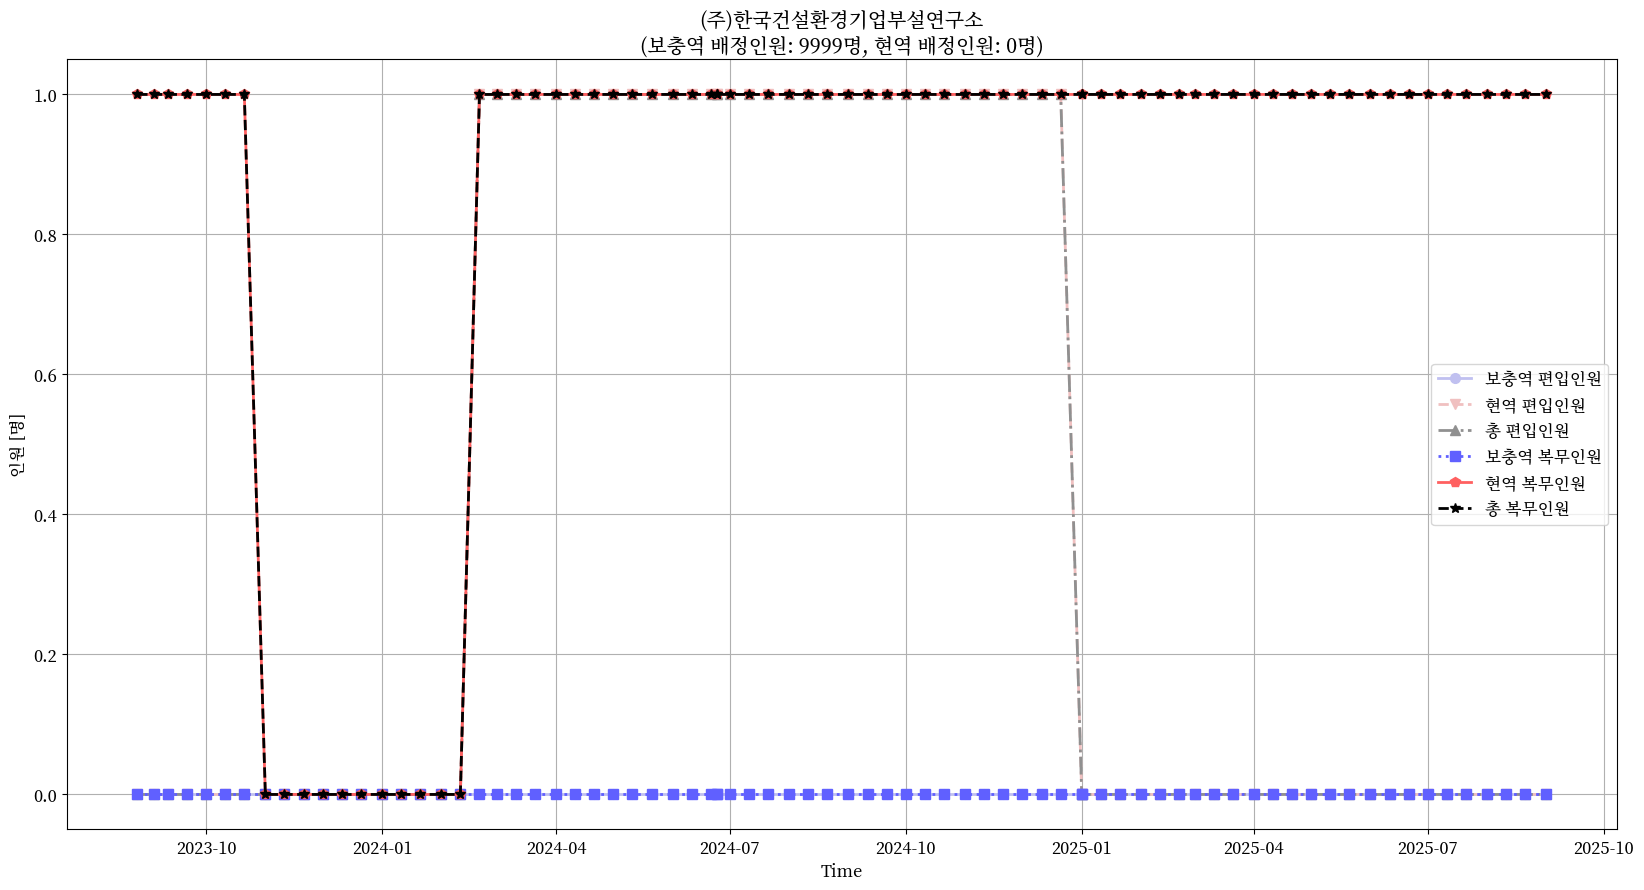 (주)한국건설환경기업부설연구소
(보충역 배정인원: 9999명, 현역 배정인원: 0명)
인원 [명]
1.0
0.8
0.6
0.4
0.2
0.0
보충역 편입인원
현역 편입인원
총 편입인원
보충역 복무인원
현역 복무인원
총 복무인원
2023-10
2024-01
2024-04
2024-07
2024-10
2025-01
2025-04
2025-07
2025-10
Time